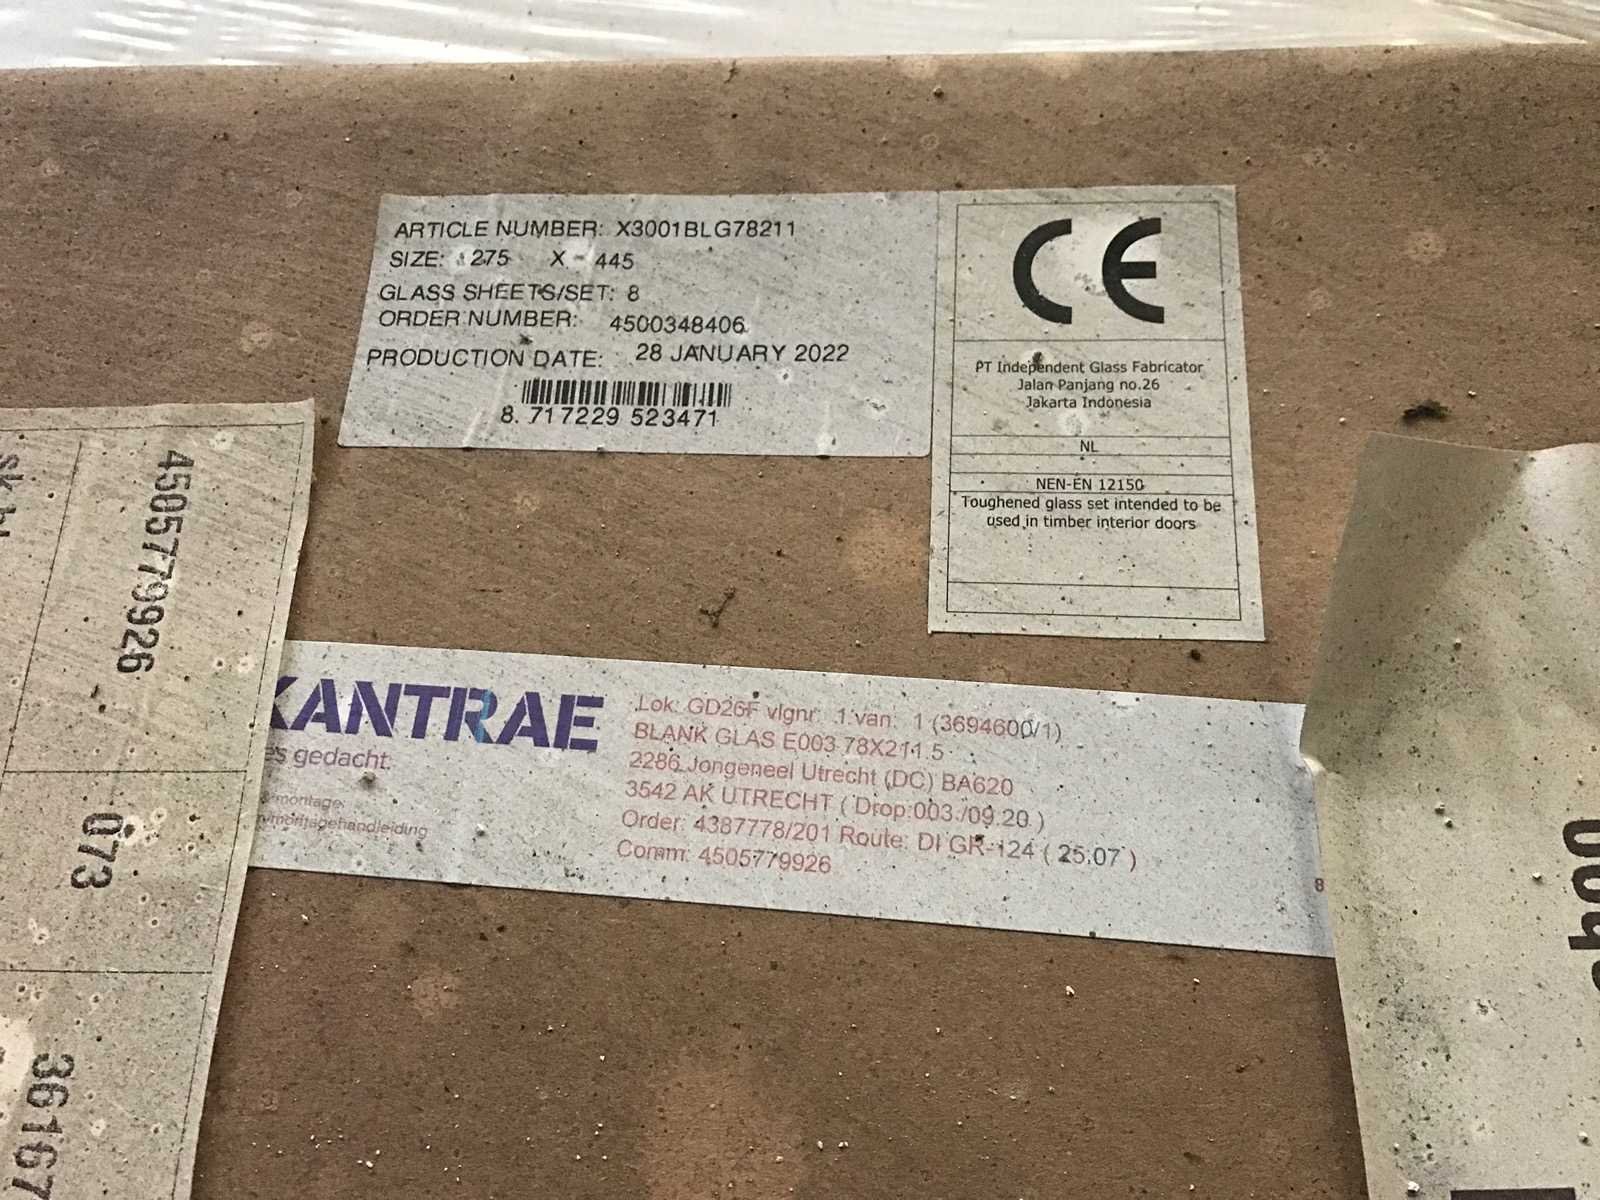 ARTICLE NUMBER: X3001BLG78211
SIZE: 275 X 445
GLASS SHEETS/SET: 8
ORDER NUMBER: 4500348406
PRODUCTION DATE: 28 JANUARY 2022
8 717229 523471
CE
PT Independent Glass Fabricator
Jalan Panjang no.26
Jakarta Indonesia
NL
NEN-EN 12150
Toughened glass set intended to be
used in timber interior doors
4505779926
073
36167
KANTRAE
es gedacht.
montage:
montagehandleiding
Lok: GD26F vlgnr: 1 van: 1 (3694600/1)
BLANK GLAS E003 78X211.5
2286 Jongeneel Utrecht (DC) BA620
3542 AK UTRECHT ( Drop:003 /09.20 )
Order: 4387778/201 Route: DI GR-124 ( 25.07 )
Comm: 4505779926
8